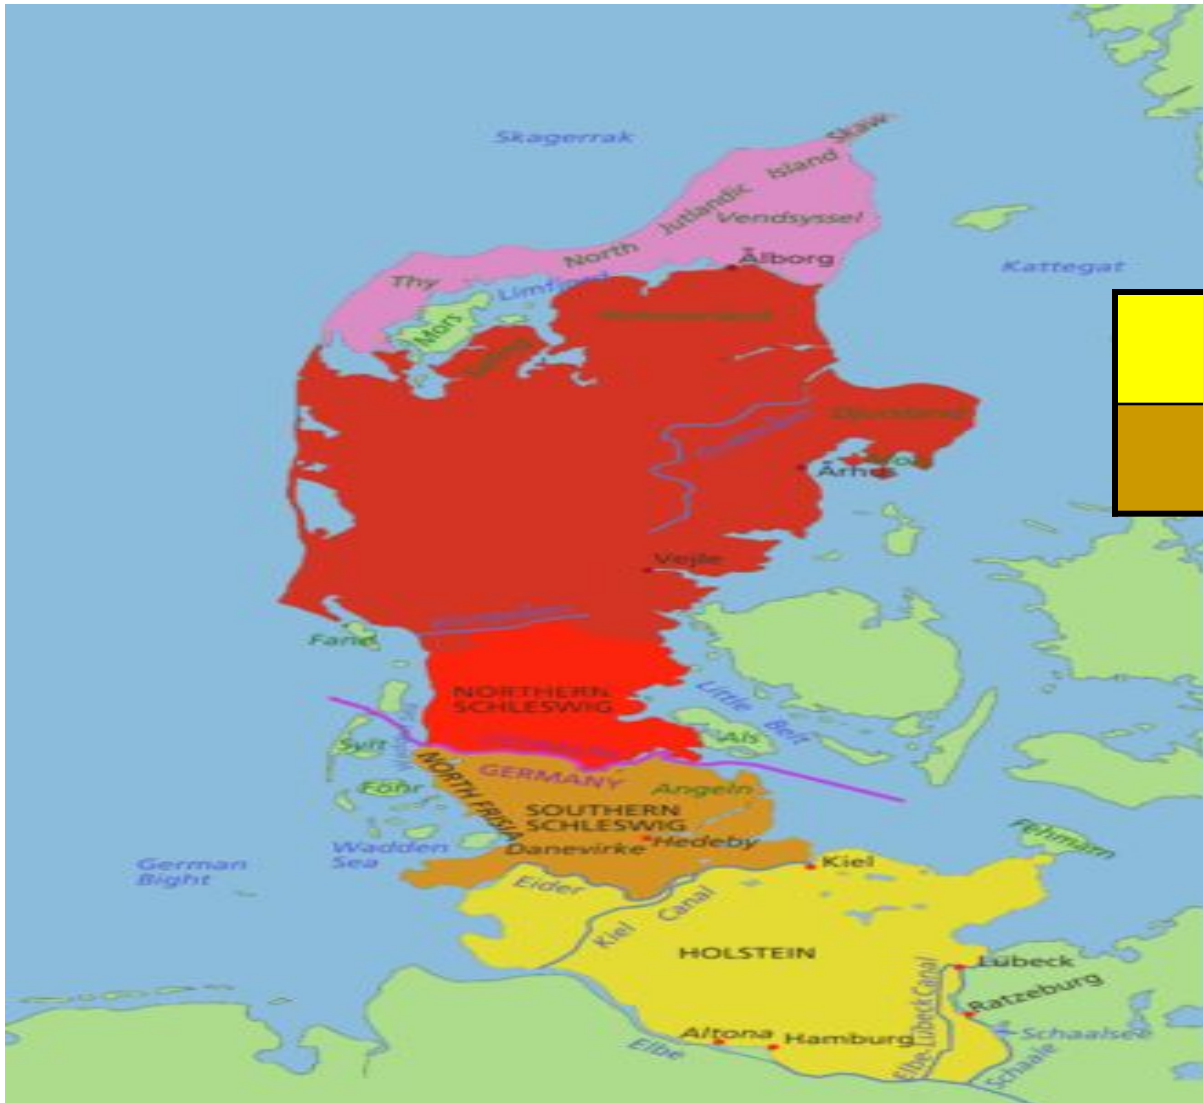 Skagerrak
Skaw
North Jutlandic Island
Vendsyssel
Thy
Limfjord
Ålborg
Kattegat
Mors
Århus
Vejle
Fanø
NORTHERN
SCHLESWIG
Little Belt
Als
Sylt
GERMANY
NORTH FRISIA
Föhr
Angeln
SOUTHERN
SCHLESWIG
Danevirke
Hedeby
Wadden
Sea
German
Bight
Fehmarn
Kiel
Eider
Kiel Canal
HOLSTEIN
Lübeck
Elbe-Lübeck Canal
Ratzeburg
Schaalsee
Altona
Hamburg
Elbe
Schaale